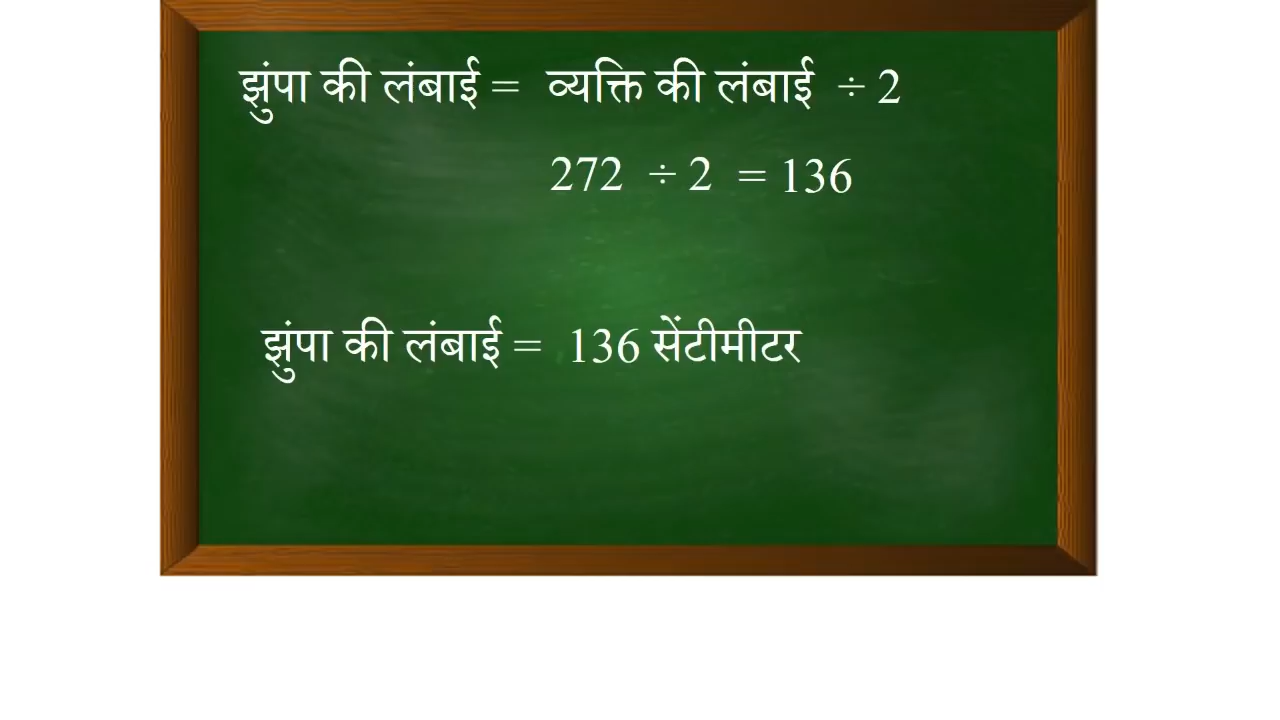 झुंपा की लंबाई = व्यक्ति की लंबाई ÷ 2
272 ÷ 2 = 136
झुंपा की लंबाई = 136 सेंटीमीटर